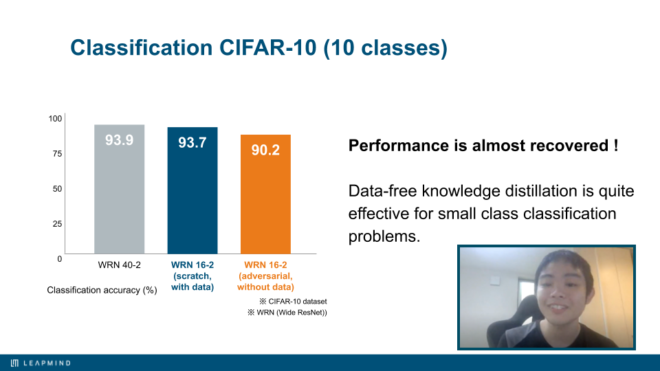 Classification CIFAR-10 (10 classes)
100
75
50
25
0
93.9
93.7
90.2
WRN 40-2
WRN 16-2
(scratch,
with data)
WRN 16-2
(adversarial,
without data)
Classification accuracy (%)
※ CIFAR-10 dataset
※ WRN (Wide ResNet))
Performance is almost recovered !
Data-free knowledge distillation is quite
effective for small class classification
problems.
LEAPMIND